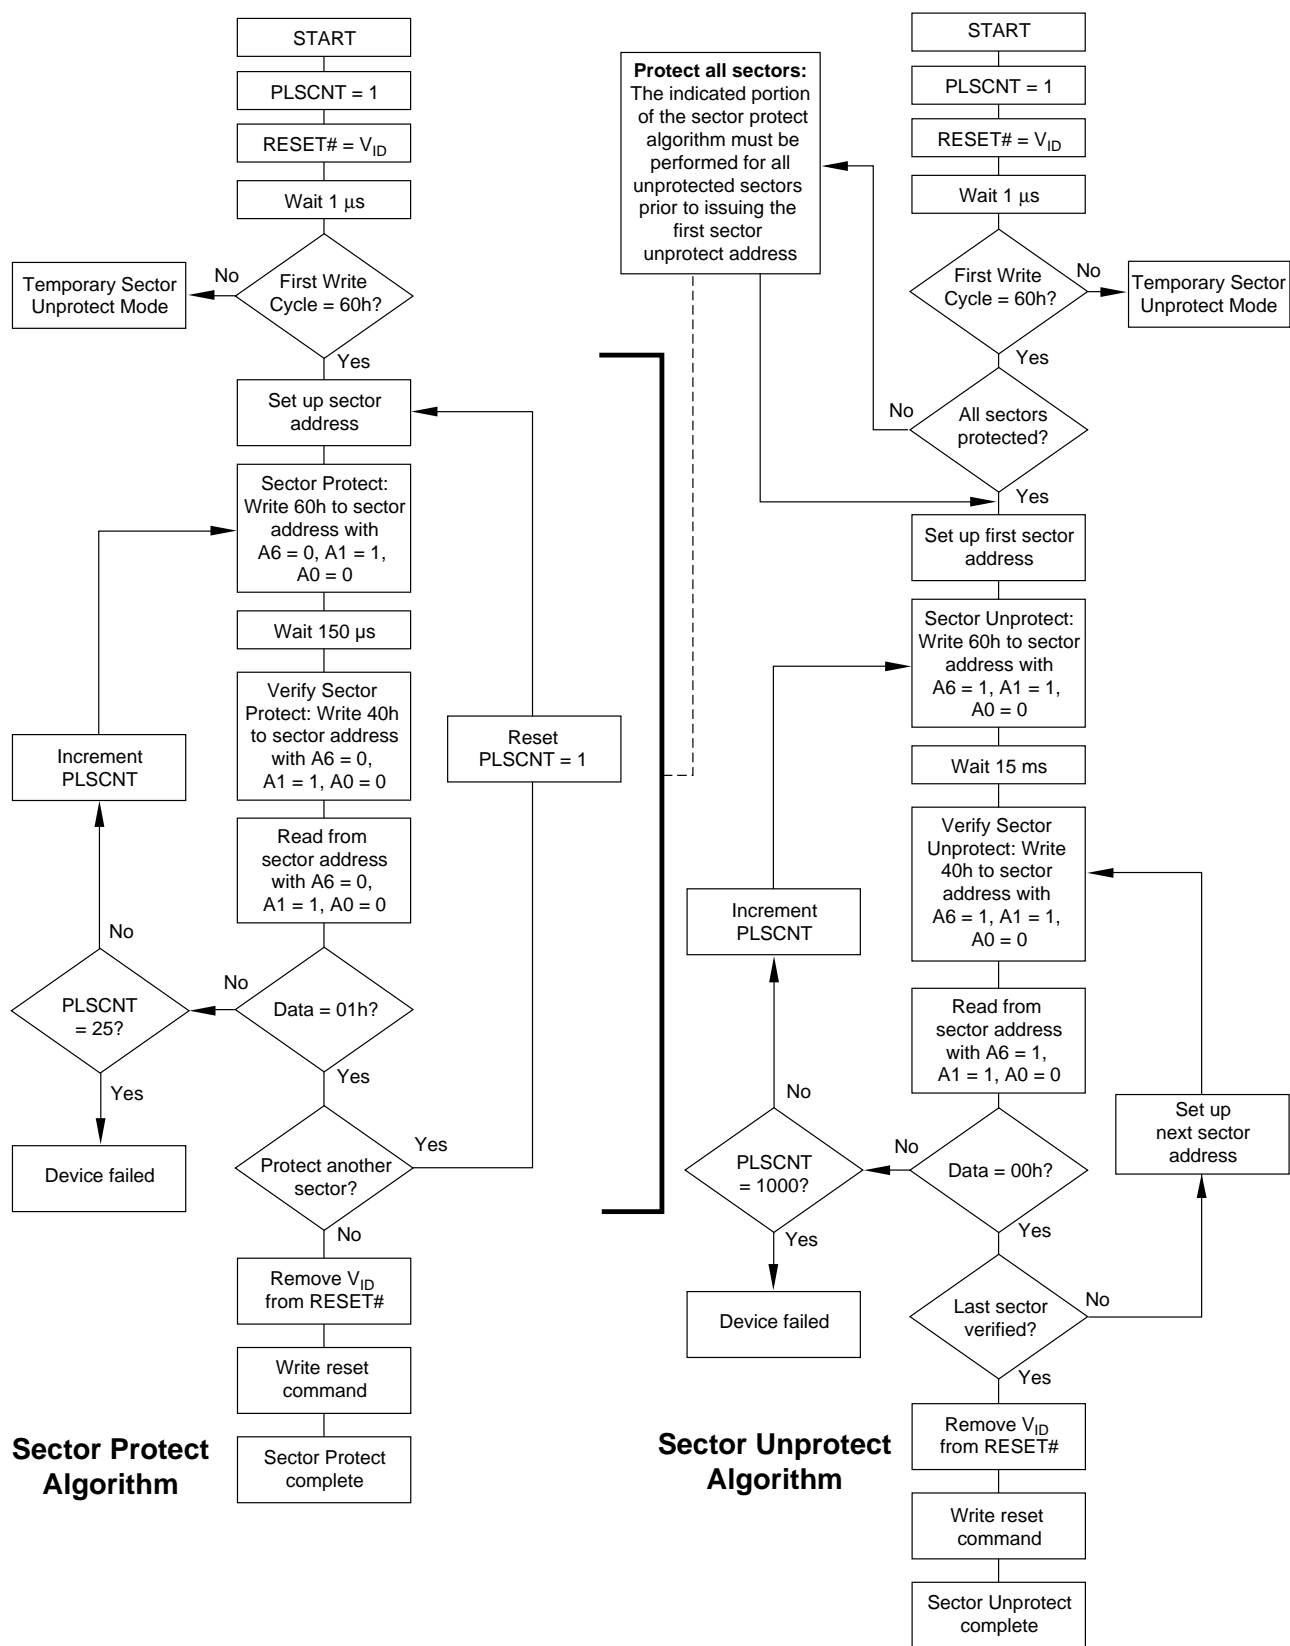 START
PLSCNT = 1
RESET# = VID
Wait 1 μs
First Write
Cycle = 60h?
No
Temporary Sector
Unprotect Mode
Yes
Set up sector
address
Sector Protect:
Write 60h to sector
address with
A6 = 0, A1 = 1,
A0 = 0
Wait 150 µs
Verify Sector
Protect: Write 40h
to sector address
with A6 = 0,
A1 = 1, A0 = 0
Increment
PLSCNT
Reset
PLSCNT = 1
Read from
sector address
with A6 = 0,
A1 = 1, A0 = 0
No
No
PLSCNT
= 25?
Data = 01h?
Yes
Yes
Device failed
Protect another
sector?
Yes
No
Remove VID
from RESET#
Write reset
command
Sector Protect
complete
Sector Protect
Algorithm
Protect all sectors:
The indicated portion
of the sector protect
algorithm must be
performed for all
unprotected sectors
prior to issuing the
first sector
unprotect address
START
PLSCNT = 1
RESET# = VID
Wait 1 μs
First Write
Cycle = 60h?
No
Temporary Sector
Unprotect Mode
Yes
No
All sectors
protected?
Yes
Set up first sector
address
Sector Unprotect:
Write 60h to sector
address with
A6 = 1, A1 = 1,
A0 = 0
Wait 15 ms
Verify Sector
Unprotect: Write
40h to sector
address with
A6 = 1, A1 = 1,
A0 = 0
Increment
PLSCNT
Read from
sector address
with A6 = 1,
A1 = 1, A0 = 0
No
Set up
next sector
address
No
PLSCNT
= 1000?
Data = 00h?
Yes
Yes
Device failed
Last sector
verified?
No
Yes
Remove VID
from RESET#
Write reset
command
Sector Unprotect
complete
Sector Unprotect
Algorithm